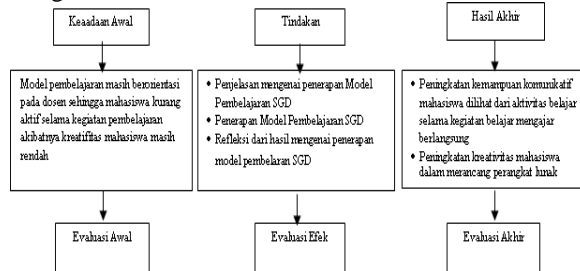 Keaadaan Awal
Model pembelajaran masih berorientasi
pada dosen sehingga mahasiswa kurang
aktif selama kegiatan pembelajaran
akibatnya kreatifitas mahasiswa masih
rendah
Evaluasi Awal
Tindakan
• Penjelasan mengenai penerapan Model
Pembelajaran SGD
• Penerapan Model Pembelajaran SGD
• Refleksi dari hasil mengenai penerapan
model pembelaran SGD
Evaluasi Efek
Hasil Akhir
• Peningkatan kemampuan komunikatif
mahasiswa dilihat dari aktivitas belajar
selama kegiatan belajar mengajar
berlangsung
• Peningkatan kreativitas mahasiswa
dalam merancang perangkat lunak
Evaluasi Akhir